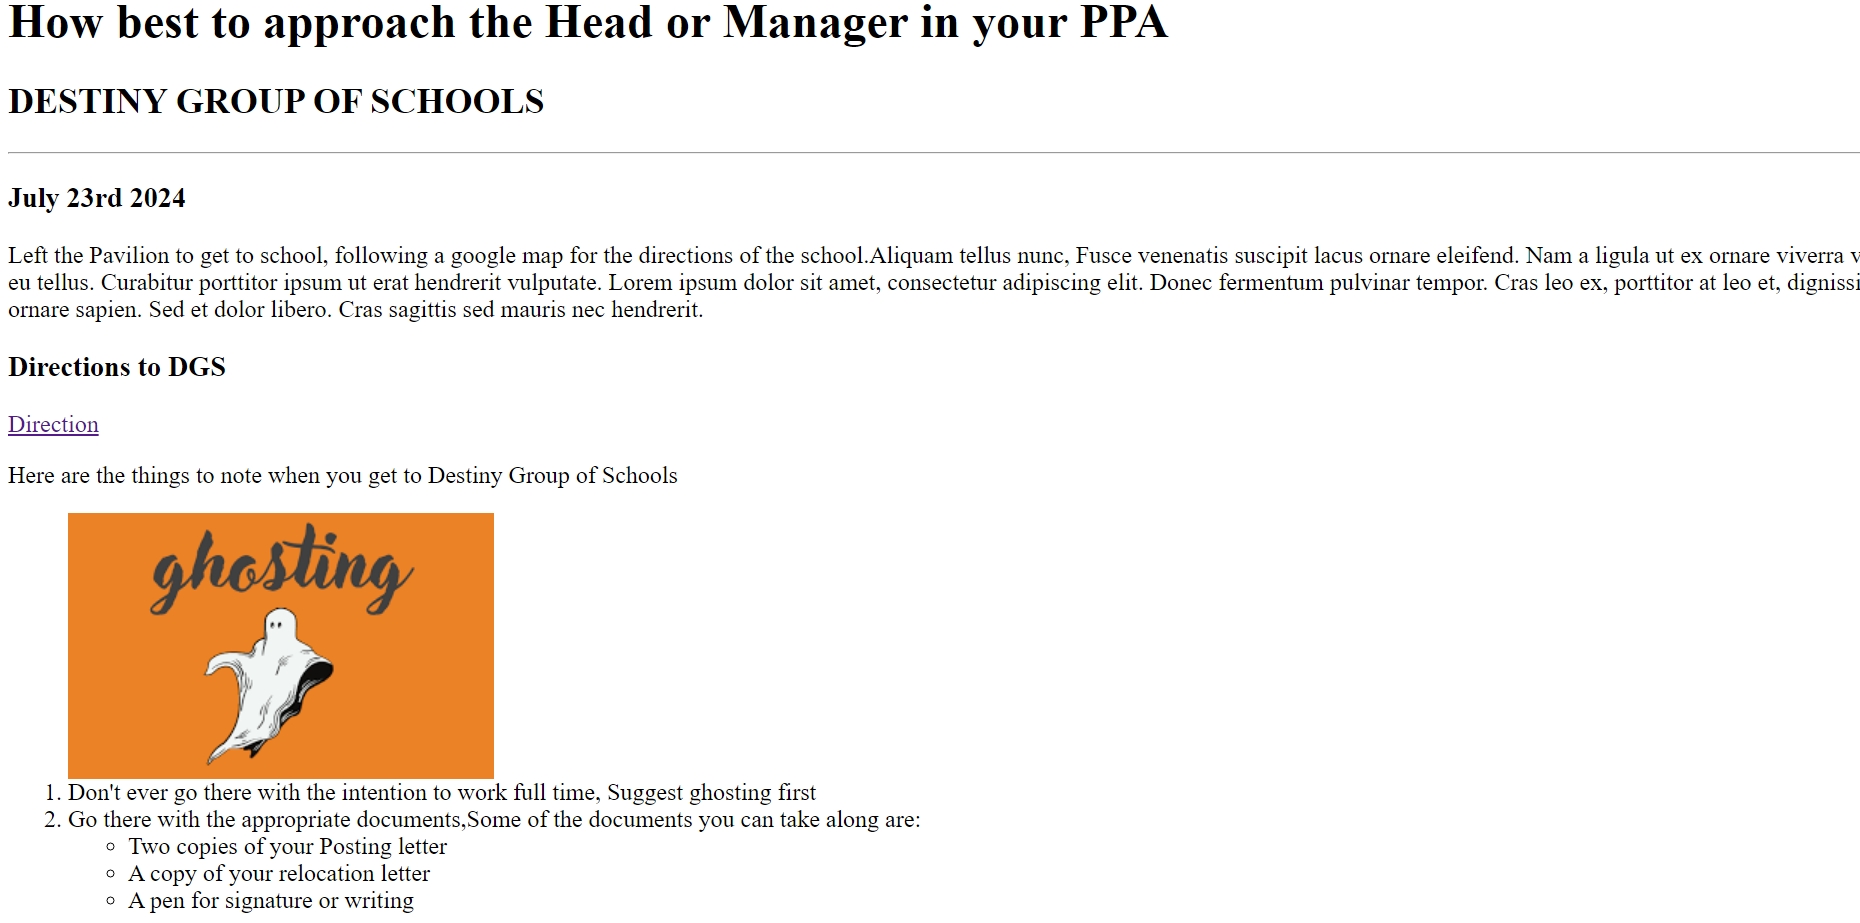 How best to approach the Head or Manager in your PPA
DESTINY GROUP OF SCHOOLS
July 23rd 2024
Left the Pavilion to get to school, following a google map for the directions of the school.Aliquam tellus nunc, Fusce venenatis suscipit lacus ornare eleifend. Nam a ligula ut ex ornare viverra
eu tellus. Curabitur porttitor ipsum ut erat hendrerit vulputate. Lorem ipsum dolor sit amet, consectetur adipiscing elit. Donec fermentum pulvinar tempor. Cras leo ex, porttitor at leo et,
ornare sapien. Sed et dolor libero. Cras sagittis sed mauris nec hendrerit.
Directions to DGS
Direction
Here are the things to note when you get to Destiny Group of Schools
ghosting
1. Don't ever go there with the intention to work full time, Suggest ghosting first
2. Go there with the appropriate documents,Some of the documents you can take along are:
◦ Two copies of your Posting letter
◦ A copy of your relocation letter
◦ A pen for signature or writing